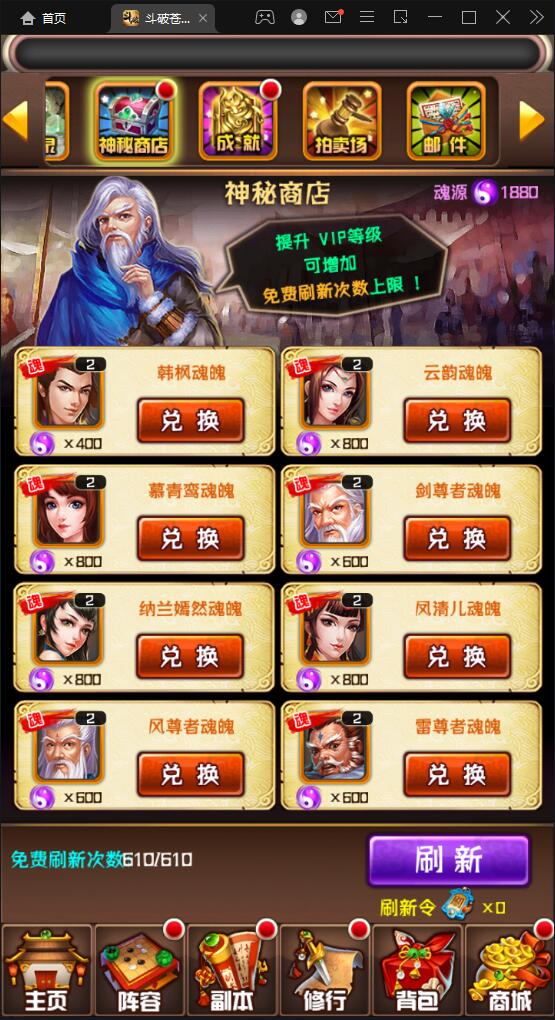 首页
斗破苍...
灵
神秘商店
成就
拍卖场
邮件
神秘商店
魂源 1880
提升 VIP等级
可增加
免费刷新次数上限！
魂 2
韩枫魂魄
兑换
x400
魂 2
云韵魂魄
兑换
x800
魂 2
慕青鸾魂魄
兑换
x800
魂 2
剑尊者魂魄
兑换
x600
魂 2
纳兰嫣然魂魄
兑换
x800
魂 2
凤清儿魂魄
兑换
x800
魂 2
风尊者魂魄
兑换
x600
魂 2
雷尊者魂魄
兑换
x600
免费刷新次数610/610
刷新
刷新令 x0
主页
阵容
副本
修行
背包
商城